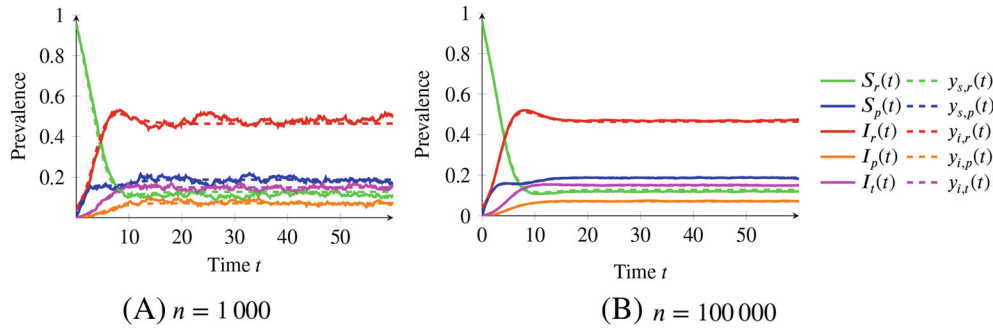 1
0.8
0.6
0.4
0.2
Prevalence
10 20 30 40 50
Time t
(A) n = 1 000
1
0.8
0.6
0.4
0.2
0
Prevalence
0 10 20 30 40 50
Time t
(B) n = 100 000
S_r(t) y_{s,r}(t)
S_p(t) y_{s,p}(t)
I_r(t) y_{i,r}(t)
I_p(t) y_{i,p}(t)
I_t(t) y_{i,t}(t)